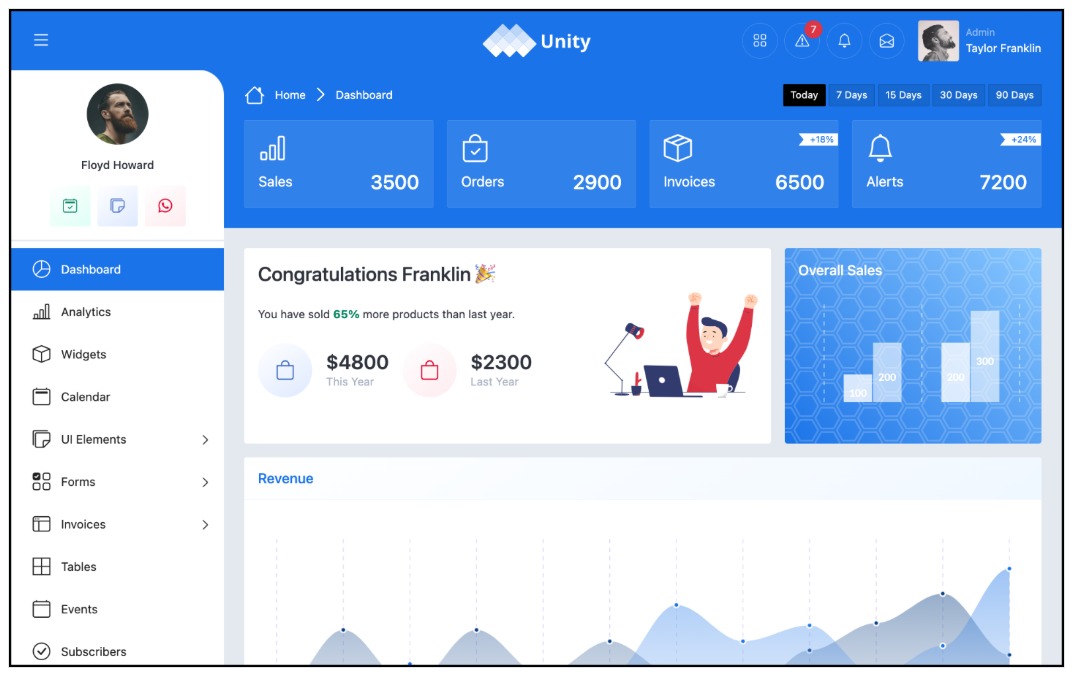 Unity
7
Admin
Taylor Franklin
Floyd Howard
Home
Dashboard
Today
7 Days
15 Days
30 Days
90 Days
Sales
3500
Orders
2900
+18%
Invoices
6500
+24%
Alerts
7200
Dashboard
Analytics
Widgets
Calendar
UI Elements
Forms
Invoices
Tables
Events
Subscribers
Congratulations Franklin🎉
You have sold 65% more products than last year.
$4800
This Year
$2300
Last Year
Overall Sales
100
200
200
300
Revenue